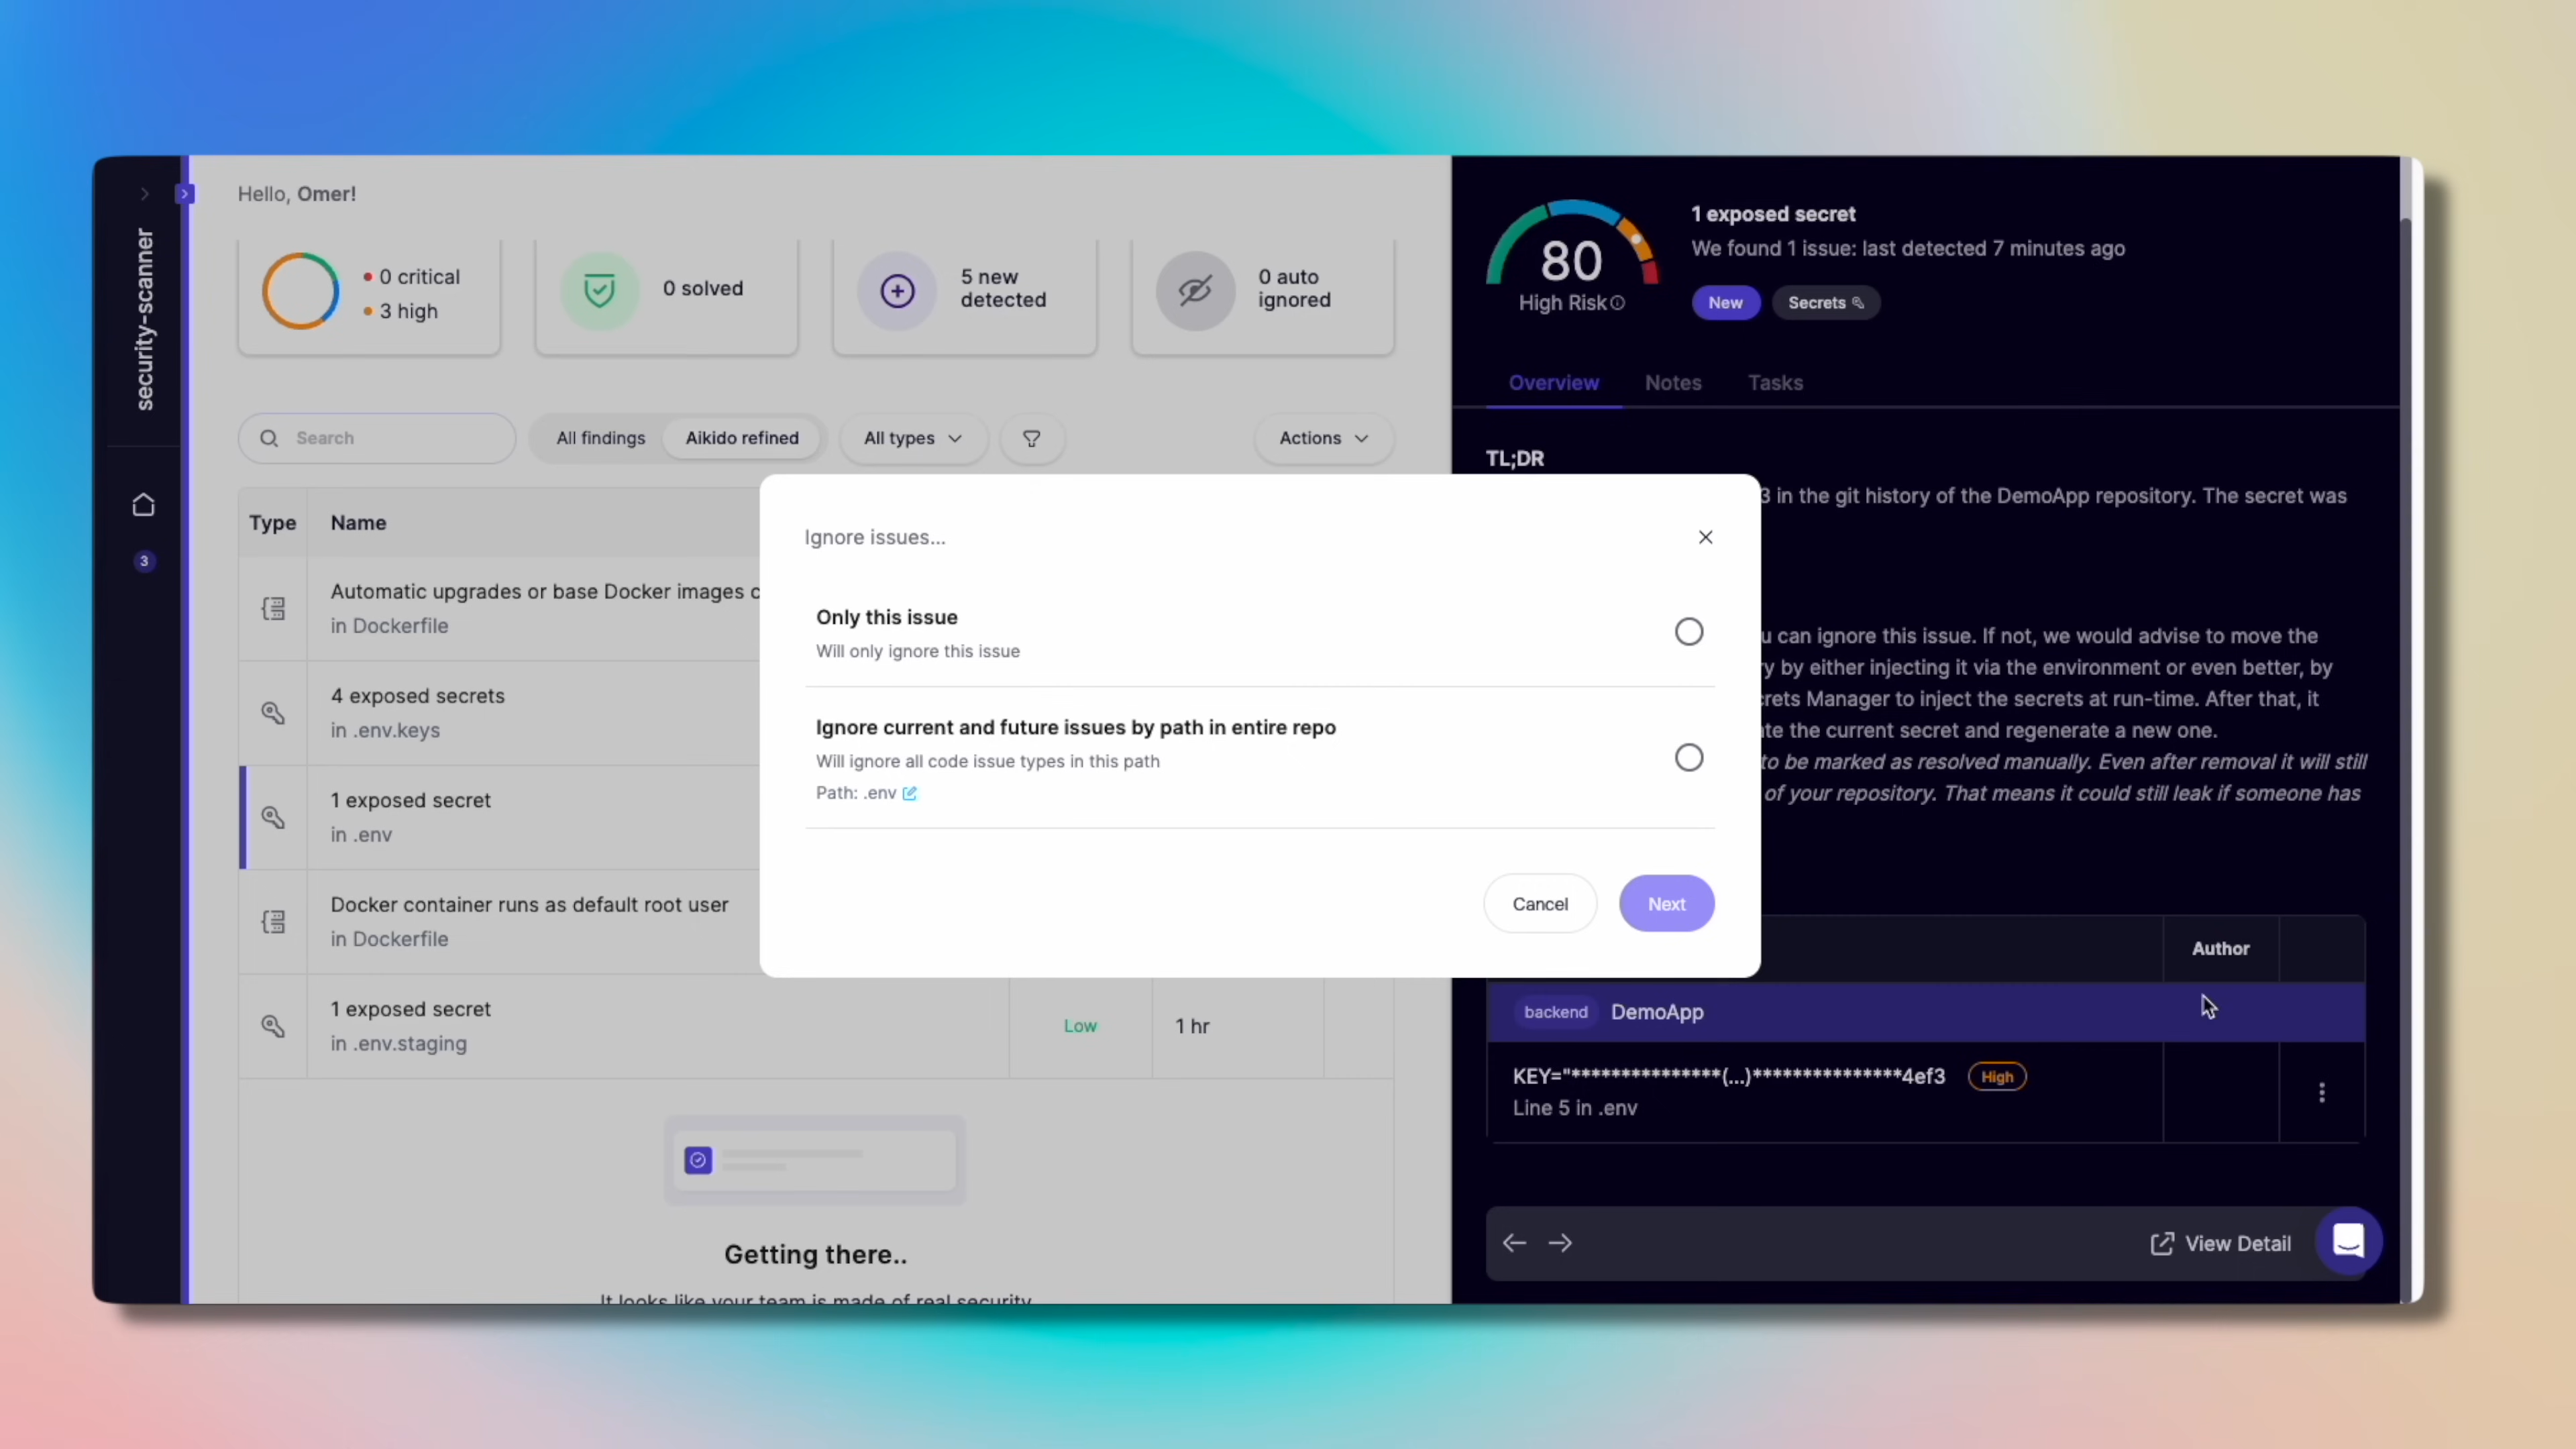 security-scanner
3
Hello, Omer!
0 critical
3 high
0 solved
5 new
detected
0 auto
ignored
Search
All findings
Aikido refined
All types
Actions
Type
Name
Automatic upgrades or base Docker images
in Dockerfile
4 exposed secrets
in .env.keys
1 exposed secret
in .env
Docker container runs as default root user
in Dockerfile
1 exposed secret
in .env.staging
Low
1 hr
Getting there..
It looks like your team is made of real security
Ignore issues...
Only this issue
Will only ignore this issue
Ignore current and future issues by path in entire repo
Will ignore all code issue types in this path
Path: .env
Cancel
Next
80
High Risk
1 exposed secret
We found 1 issue: last detected 7 minutes ago
New
Secrets
Overview
Notes
Tasks
TL;DR
in the git history of the DemoApp repository. The secret was
can ignore this issue. If not, we would advise to move the
by either injecting it via the environment or even better, by
Manager to inject the secrets at run-time. After that, it
the current secret and regenerate a new one.
to be marked as resolved manually. Even after removal it will still
of your repository. That means it could still leak if someone has
Author
backend
DemoApp
KEY="***************(...)***************4ef3
High
Line 5 in .env
View Detail